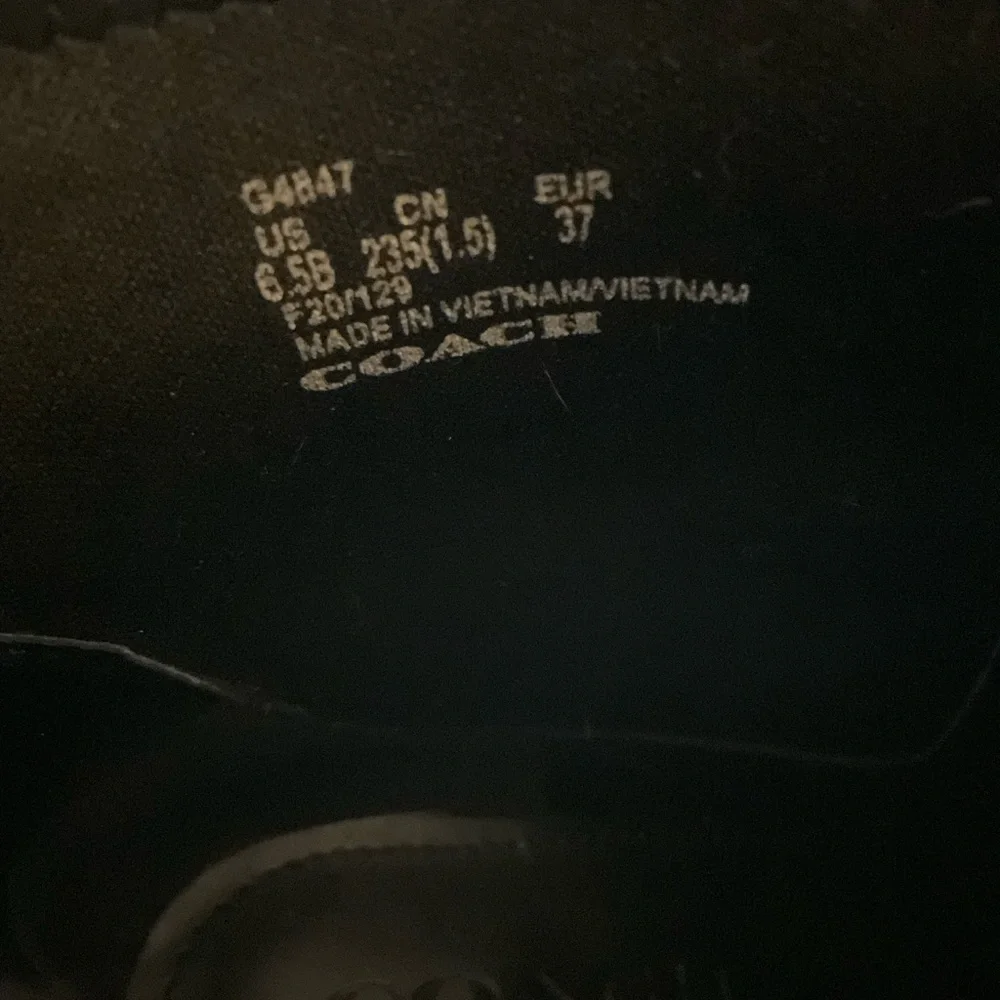 G4847
US CN EUR
6.5B 235(1.5) 37
F20/129
MADE IN VIETNAM/VIETNAM
COACH